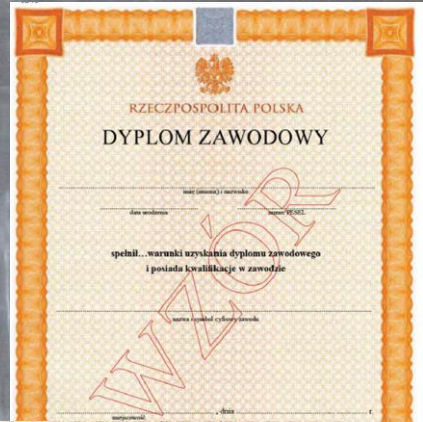 RZECZPOSPOLITA POLSKA
DYPLOM ZAWODOWY
imię (imiona) i nazwisko
data urodzenia numer PESEL
spełnił...warunki uzyskania dyplomu zawodowego
i posiada kwalifikacje w zawodzie
nazwa i symbol cyfrowy zawodu
WZÓR
, dnia r.
miejscowość